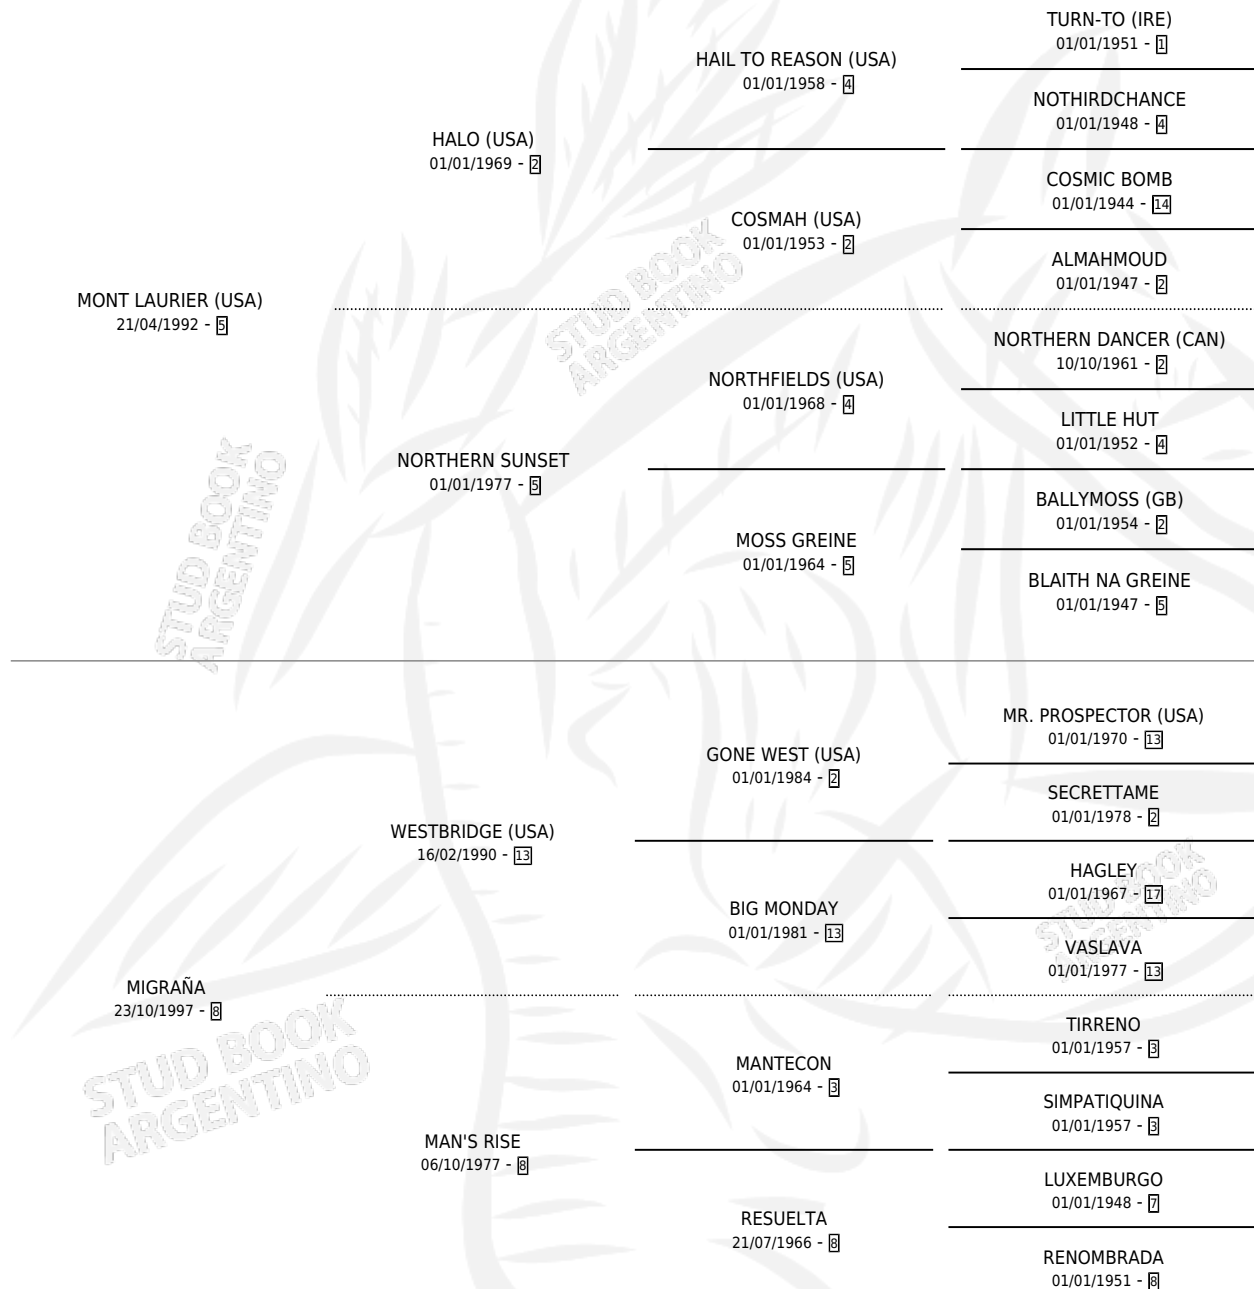 TURN-TO (IRE)
01/01/1951 - 1
HAIL TO REASON (USA)
01/01/1958 - 4
NOTHIRDCHANCE
01/01/1948 - 4
HALO (USA)
01/01/1969 - 2
COSMIC BOMB
01/01/1944 - 14
COSMAH (USA)
01/01/1953 - 2
ALMAHMOUD
01/01/1947 - 2
MONT LAURIER (USA)
21/04/1992 - 5
NORTHERN DANCER (CAN)
10/10/1961 - 2
NORTHFIELDS (USA)
01/01/1968 - 4
LITTLE HUT
01/01/1952 - 4
NORTHERN SUNSET
01/01/1977 - 5
BALLYMOSS (GB)
01/01/1954 - 2
MOSS GREINE
01/01/1964 - 5
BLAITH NA GREINE
01/01/1947 - 5
MR. PROSPECTOR (USA)
01/01/1970 - 13
GONE WEST (USA)
01/01/1984 - 2
SECRETTAME
01/01/1978 - 2
WESTBRIDGE (USA)
16/02/1990 - 13
HAGLEY
01/01/1967 - 17
BIG MONDAY
01/01/1981 - 13
VASLAVA
01/01/1977 - 13
MIGRAÑA
23/10/1997 - 8
TIRRENO
01/01/1957 - 3
MANTECON
01/01/1964 - 3
SIMPATIQUINA
01/01/1957 - 3
MAN'S RISE
06/10/1977 - 8
LUXEMBURGO
01/01/1948 - 7
RESUELTA
21/07/1966 - 8
RENOMBRADA
01/01/1951 - 8
STUD BOOK
ARGENTINO
STUD BOOK
ARGENTINO
STUD BOOK
ARGENTINO
STUD BOOK
ARGENTINO